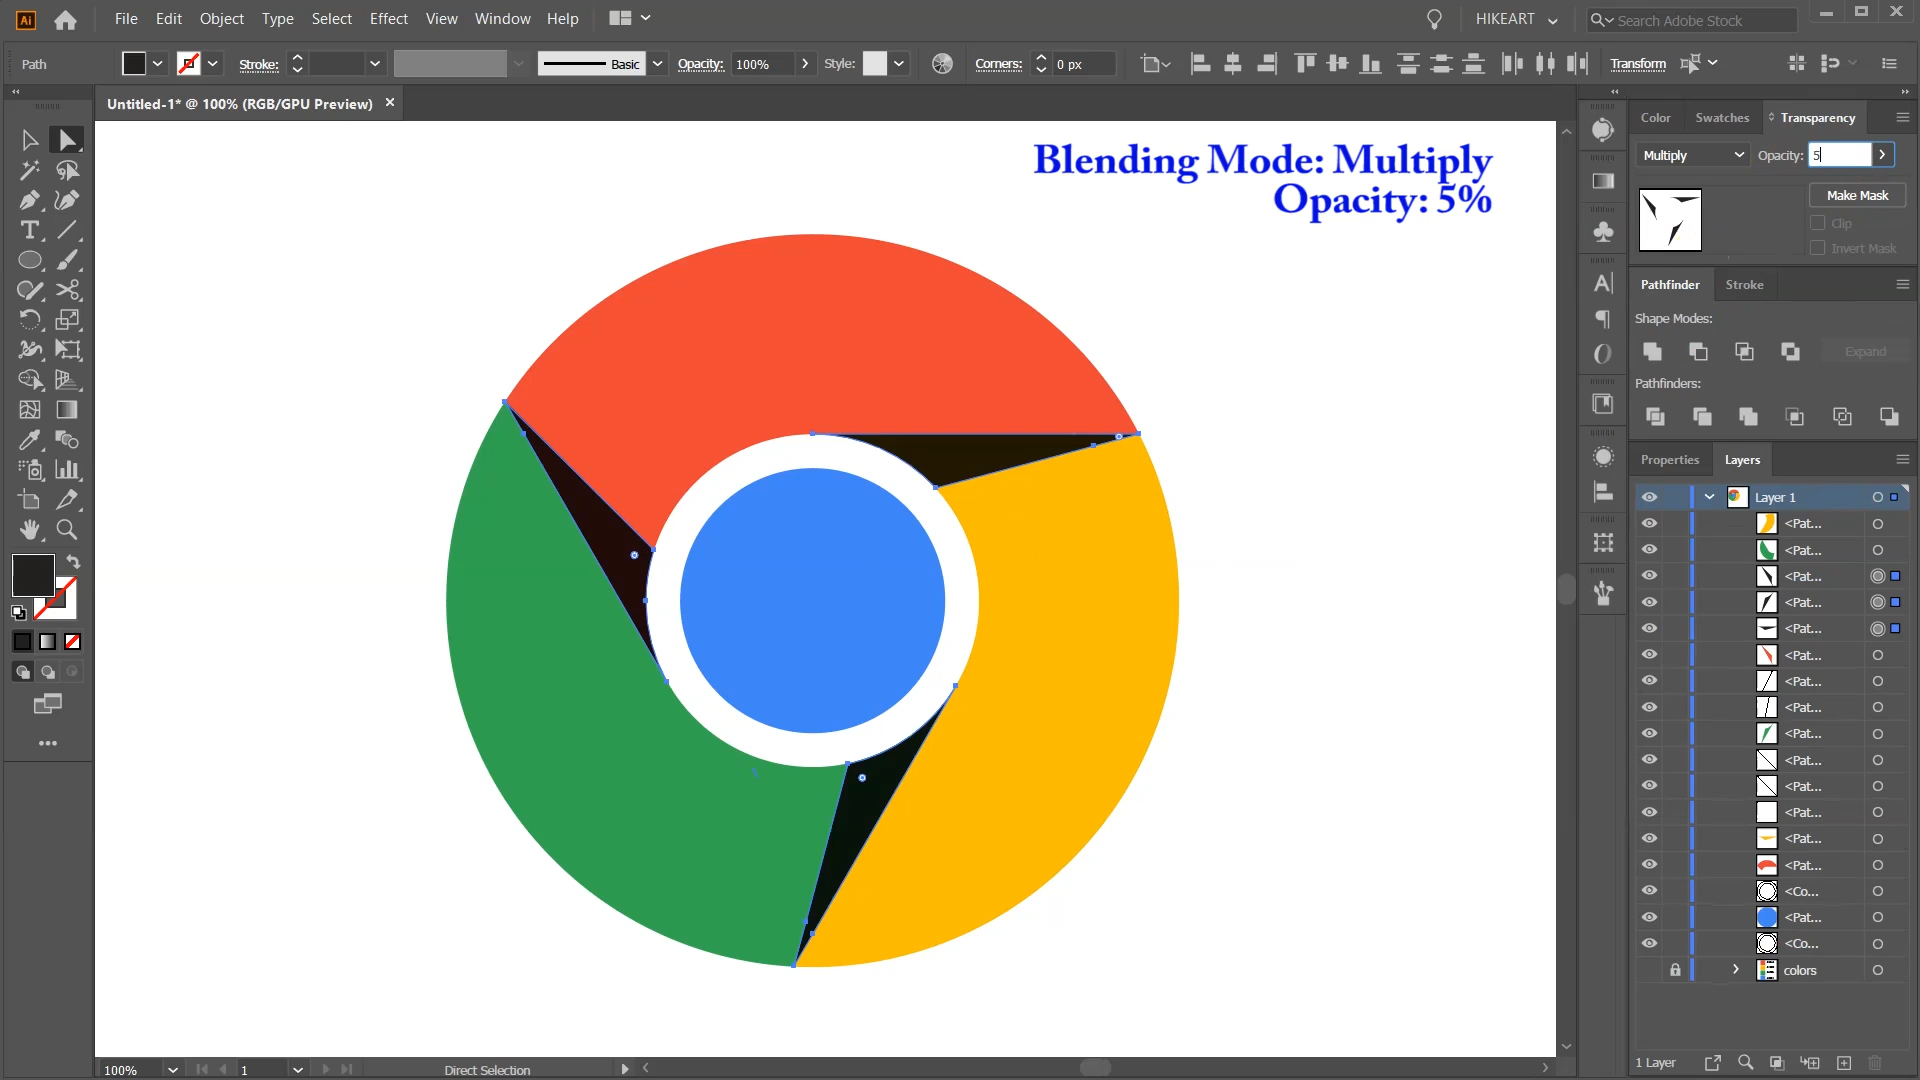 Ai File Edit Object Type Select Effect View Window Help HIKEART Search Adobe Stock
Path Stroke: Basic Opacity: 100% Style: Corners: 0 px Transform
Untitled-1* @ 100% (RGB/GPU Preview)
Blending Mode: Multiply
Opacity: 5%
Color Swatches Transparency
Multiply Opacity: 5
Make Mask
Clip
Invert Mask
Pathfinder Stroke
Shape Modes:
Expand
Pathfinders:
Properties Layers
Layer 1
<Pat...
<Pat...
<Pat...
<Pat...
<Pat...
<Pat...
<Pat...
<Pat...
<Pat...
<Pat...
<Pat...
<Pat...
<Pat...
<Pat...
<Co...
<Pat...
<Co...
colors
1 Layer
100% 1 Direct Selection